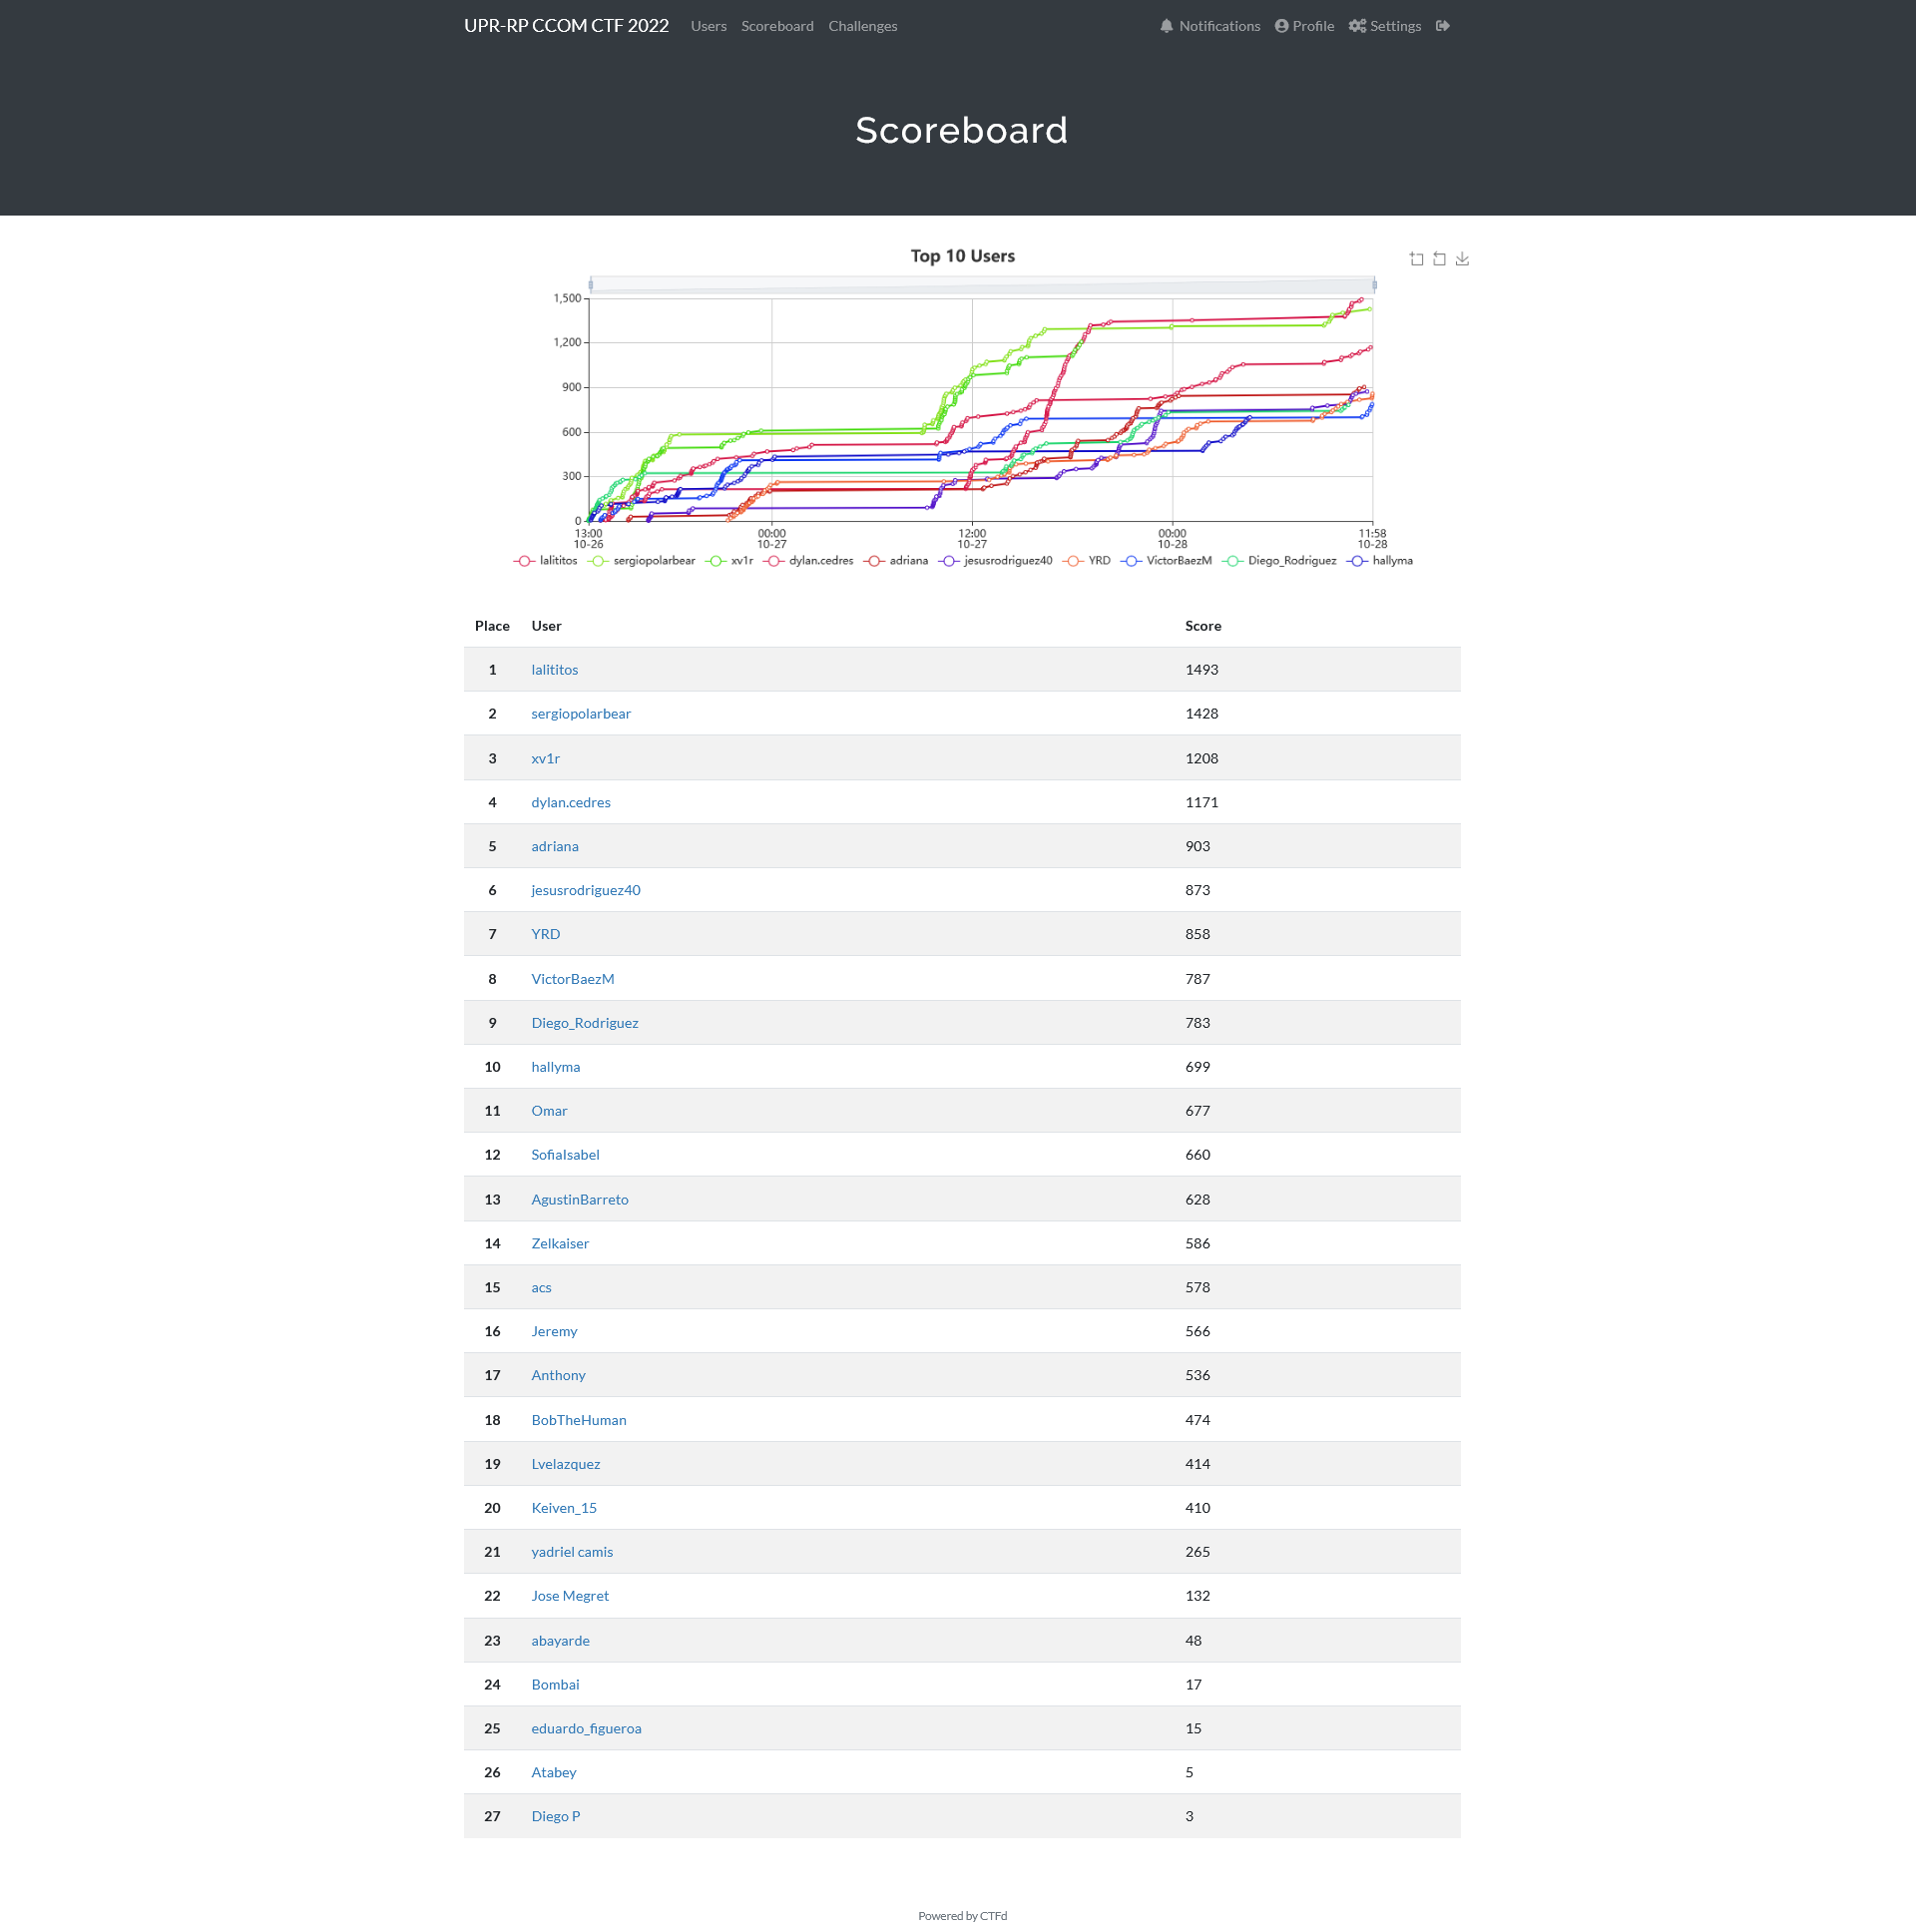 UPR-RP CCOM CTF 2022 Users Scoreboard Challenges Notifications Profile Settings
Scoreboard
Top 10 Users
1,500
1,200
900
600
300
0
13:00 00:00 12:00 00:00 11:58
10-26 10-27 10-27 10-28 10-28
lalititos sergiopolarbear xv1r dylan.cedres adriana jesusrodriguez40 YRD VictorBaezM Diego_Rodriguez hallyma
Place User Score
1 lalititos 1493
2 sergiopolarbear 1428
3 xv1r 1208
4 dylan.cedres 1171
5 adriana 903
6 jesusrodriguez40 873
7 YRD 858
8 VictorBaezM 787
9 Diego_Rodriguez 783
10 hallyma 699
11 Omar 677
12 SofiaIsabel 660
13 AgustinBarreto 628
14 Zelkaiser 586
15 acs 578
16 Jeremy 566
17 Anthony 536
18 BobTheHuman 474
19 Lvelazquez 414
20 Keiven_15 410
21 yadriel camis 265
22 Jose Megret 132
23 abayarde 48
24 Bombai 17
25 eduardo_figueroa 15
26 Atabey 5
27 Diego P 3
Powered by CTFd